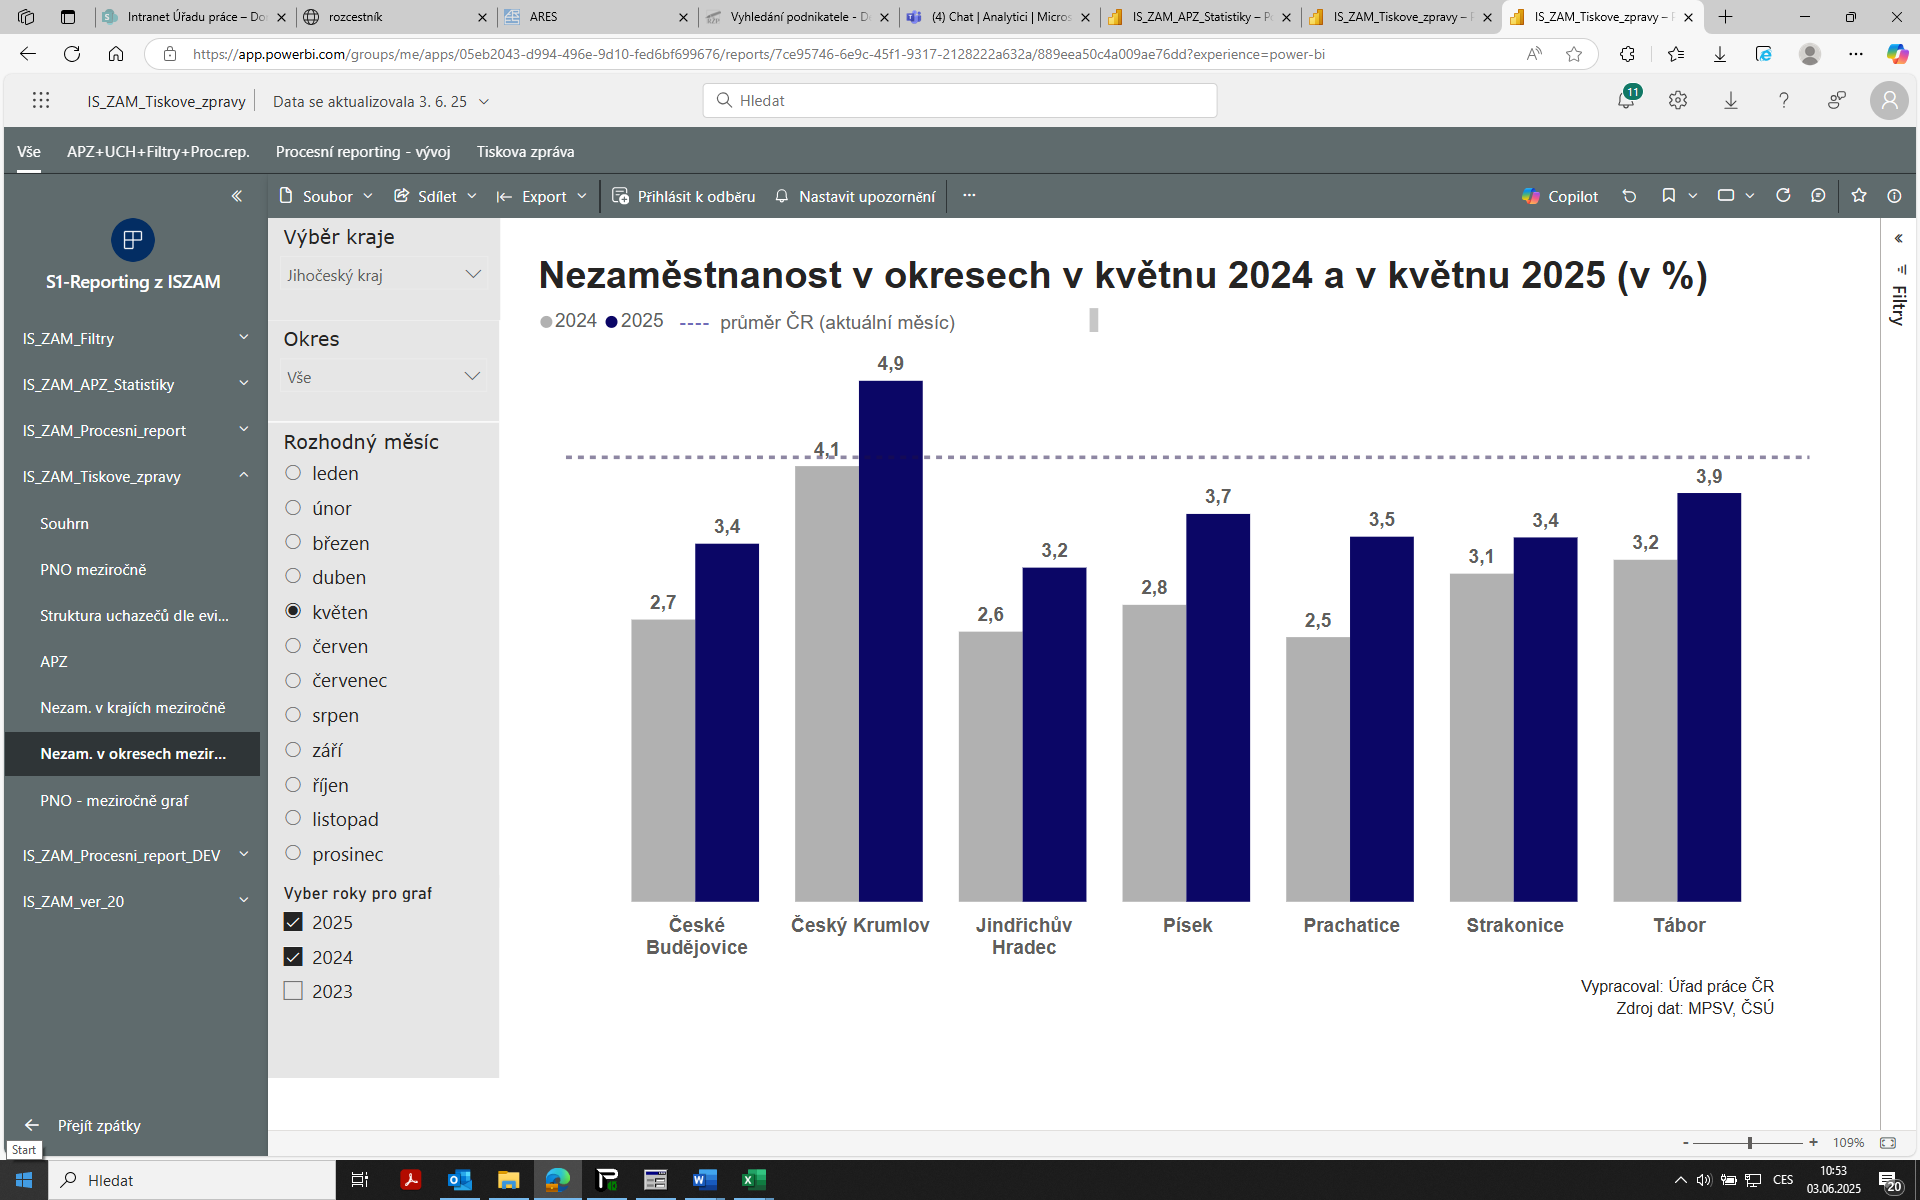 Intranet Úřadu práce – Do
rozcestník
ARES
Vyhledání podnikatele - D
(4) Chat | Analytici | Micros
IS_ZAM_APZ_Statistiky – P
IS_ZAM_Tiskove_zpravy –
IS_ZAM_Tiskove_zpravy –
https://app.powerbi.com/groups/me/apps/05eb2043-d994-496e-9d10-fed6bf699676/reports/7ce95746-6e9c-45f1-9317-2128222a632a/889eea50c4a009ae76dd?experience=power-bi
IS_ZAM_Tiskove_zpravy
Data se aktualizovala 3. 6. 25
Hledat
11
Vše
APZ+UCH+Filtry+Proc.rep.
Procesní reporting - vývoj
Tiskova zpráva
Soubor
Sdílet
Export
Přihlásit k odběru
Nastavit upozornění
Copilot
S1-Reporting z ISZAM
IS_ZAM_Filtry
IS_ZAM_APZ_Statistiky
IS_ZAM_Procesni_report
IS_ZAM_Tiskove_zpravy
Souhrn
PNO meziročně
Struktura uchazečů dle evi...
APZ
Nezam. v krajích meziročně
Nezam. v okresech mezir...
PNO - meziročně graf
IS_ZAM_Procesni_report_DEV
IS_ZAM_ver_20
Přejít zpátky
Start
Výběr kraje
Jihočeský kraj
Okres
Vše
Rozhodný měsíc
leden
únor
březen
duben
květen
červen
červenec
srpen
září
říjen
listopad
prosinec
Vyber roky pro graf
2025
2024
2023
Nezaměstnanost v okresech v květnu 2024 a v květnu 2025 (v %)
2024 2025 průměr ČR (aktuální měsíc)
2,7
3,4
4,1
4,9
2,6
3,2
2,8
3,7
2,5
3,5
3,1
3,4
3,2
3,9
České
Budějovice
Český Krumlov
Jindřichův
Hradec
Písek
Prachatice
Strakonice
Tábor
Vypracoval: Úřad práce ČR
Zdroj dat: MPSV, ČSÚ
Filtry
- + 109%
Hledat
CES
10:53
03.06.2025
20